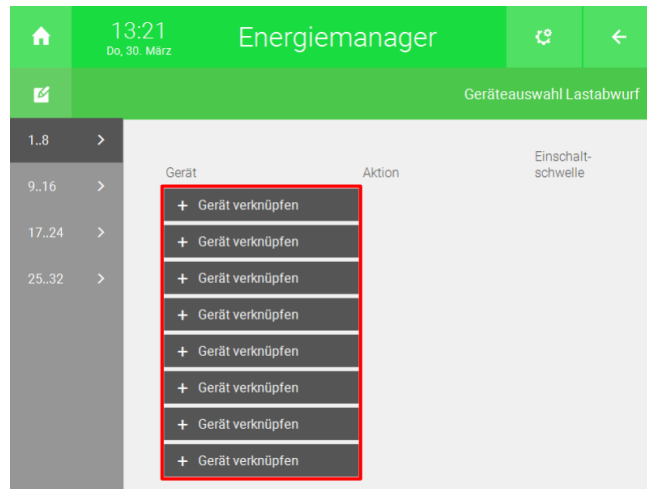 13:21
Do, 30. März
Energiemanager
Geräteauswahl Lastabwurf
1..8
9..16
17..24
25..32
Gerät
Aktion
Einschalt-
schwelle
+ Gerät verknüpfen
+ Gerät verknüpfen
+ Gerät verknüpfen
+ Gerät verknüpfen
+ Gerät verknüpfen
+ Gerät verknüpfen
+ Gerät verknüpfen
+ Gerät verknüpfen